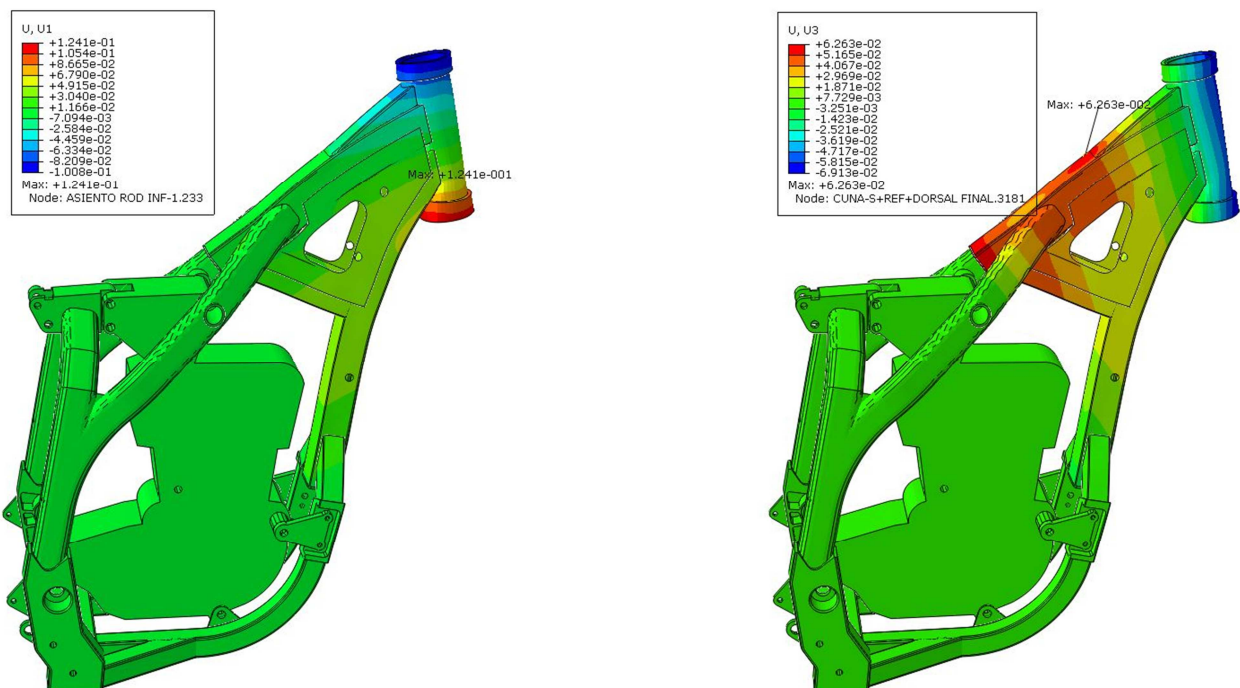 U, U1
+1.241e-01
+1.054e-01
+8.665e-02
+6.790e-02
+4.915e-02
+3.040e-02
+1.166e-02
-7.094e-03
-2.584e-02
-4.459e-02
-6.334e-02
-8.209e-02
-1.008e-01
Max: +1.241e-01
Node: ASIENTO ROD INF-1.233
Max: +1.241e-001
U, U3
+6.263e-02
+5.165e-02
+4.067e-02
+2.969e-02
+1.871e-02
+7.729e-03
-3.251e-03
-1.423e-02
-2.521e-02
-3.619e-02
-4.717e-02
-5.815e-02
-6.913e-02
Max: +6.263e-02
Node: CUNA-S+REF+DORSAL FINAL.3181
Max: +6.263e-002